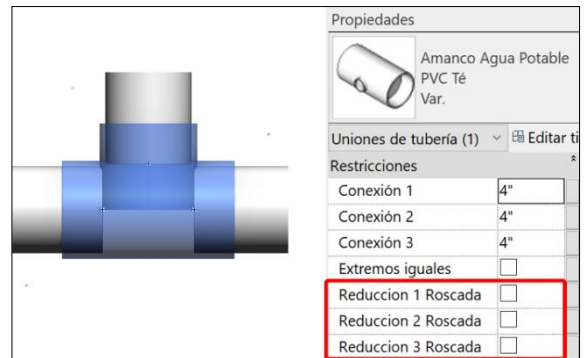 Propiedades
Amanco Agua Potable
PVC Té
Var.
Uniones de tubería (1) Editar ti
Restricciones
Conexión 1 4"
Conexión 2 4"
Conexión 3 4"
Extremos iguales
Reduccion 1 Roscada
Reduccion 2 Roscada
Reduccion 3 Roscada